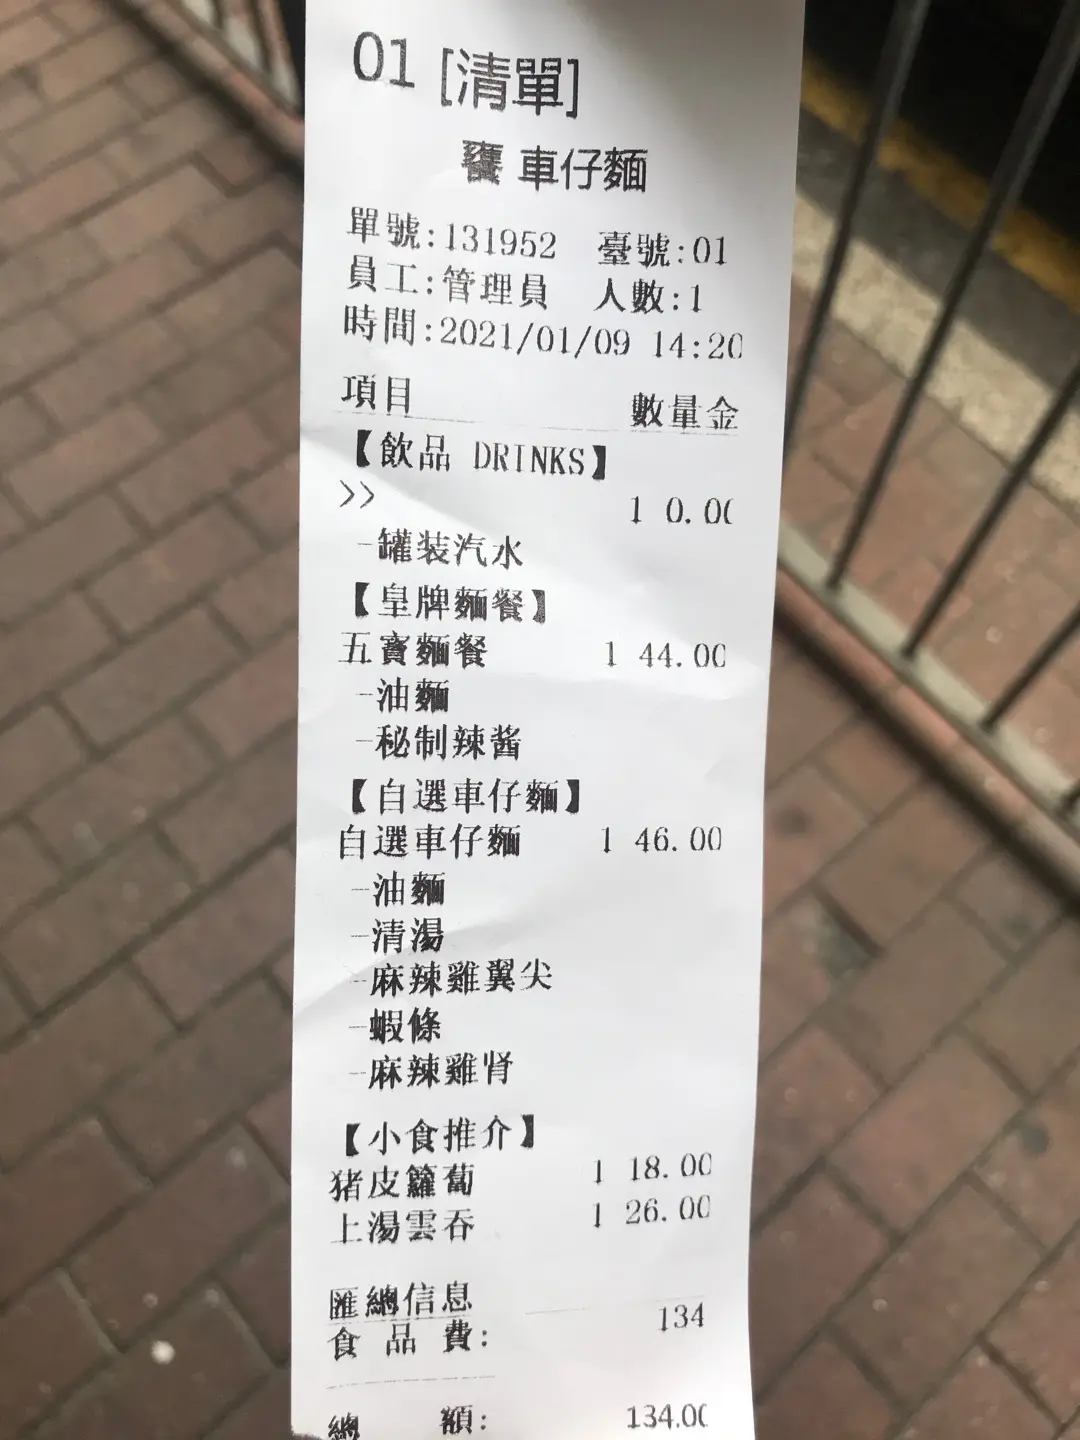 01 [清單]
饗 車仔麵
單號:131952 臺號:01
員工:管理員 人數:1
時間:2021/01/09 14:20
項目 數量金
【飲品 DRINKS】
>> 1 0.00
-罐装汽水
【皇牌麵餐】
五寶麵餐 1 44.00
-油麵
-秘制辣酱
【自選車仔麵】
自選車仔麵 1 46.00
-油麵
-清湯
-麻辣雞翼尖
-蝦條
-麻辣雞肾
【小食推介】
猪皮籮蔔 1 18.00
上湯雲吞 1 26.00
匯總信息
食 品 費: 134
總 額: 134.00